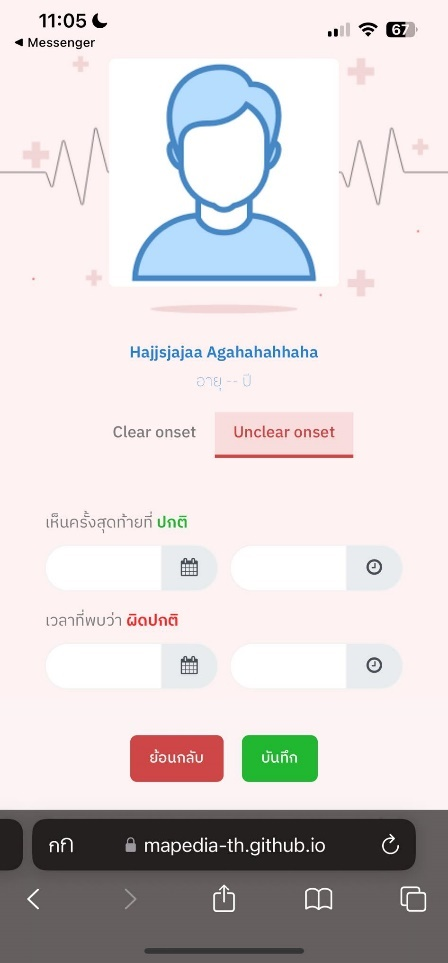 11:05
67
◀ Messenger
Hajjsjajaa Agahahahhaha
อายุ -- ปี
Clear onset
Unclear onset
เห็นครั้งสุดท้ายที่ ปกติ
เวลาที่พบว่า ผิดปกติ
ย้อนกลับ
บันทึก
กก
mapedia-th.github.io